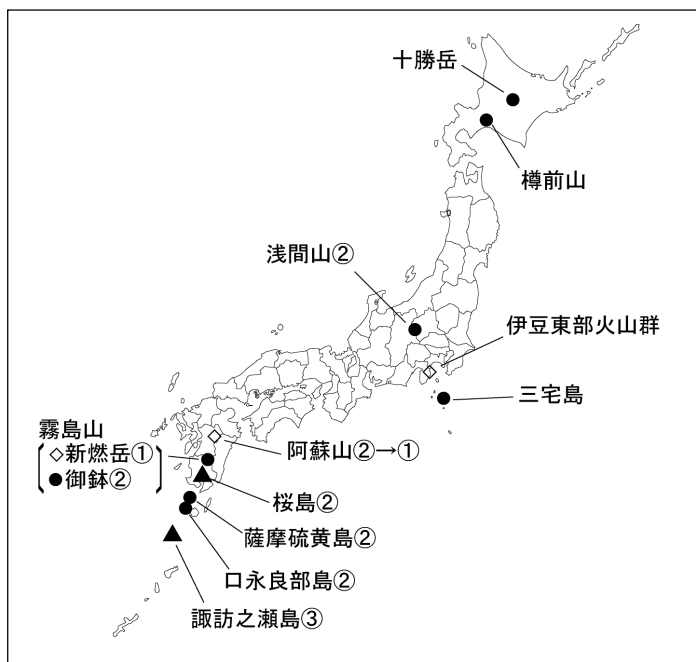 十勝岳
樽前山
浅間山②
伊豆東部火山群
三宅島
霧島山
◇新燃岳①
●御鉢②
阿蘇山②→①
桜島②
薩摩硫黄島②
口永良部島②
諏訪之瀬島③